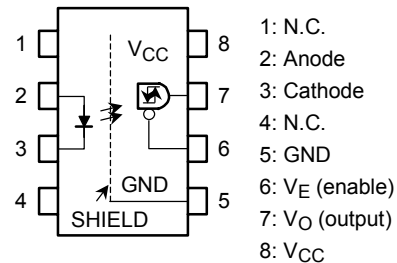 1
2
3
4
VCC
GND
SHIELD
8
7
6
5
1: N.C.
2: Anode
3: Cathode
4: N.C.
5: GND
6: VE (enable)
7: VO (output)
8: VCC